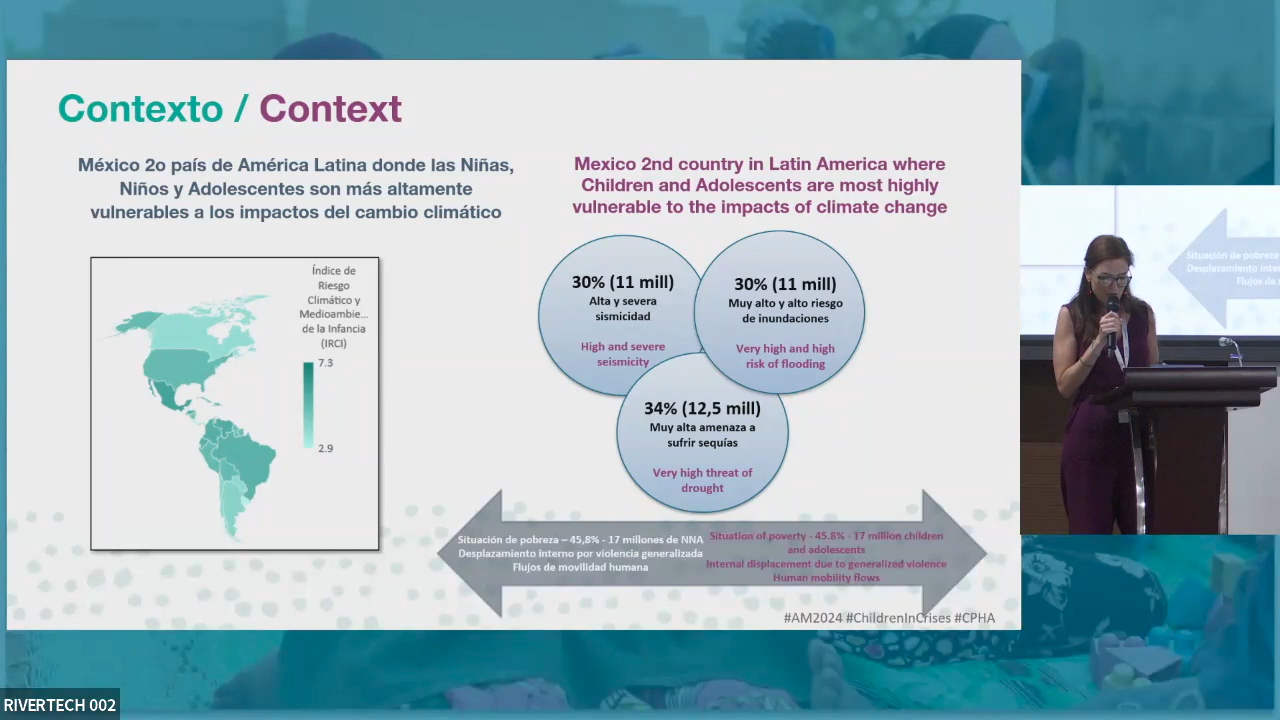 Contexto / Context
México 2o país de América Latina donde las Niñas,
Niños y Adolescentes son más altamente
vulnerables a los impactos del cambio climático
Mexico 2nd country in Latin America where
Children and Adolescents are most highly
vulnerable to the impacts of climate change
Índice de
Riesgo
Climático y
Medioambie...
de la Infancia
(IRCI)
7.3
2.9
30% (11 mill)
Alta y severa
sismicidad
High and severe
seismicity
30% (11 mill)
Muy alto y alto riesgo
de inundaciones
Very high and high
risk of flooding
34% (12,5 mill)
Muy alta amenaza a
sufrir sequías
Very high threat of
drought
Situación de pobreza – 45,8% - 17 millones de NNA
Desplazamiento interno por violencia generalizada
Flujos de movilidad humana
Situation of poverty - 45.8% - 17 million children
and adolescents
Internal displacement due to generalized violence
Human mobility flows
#AM2024 #ChildrenInCrises #CPHA
Situación de pobreza
Desplazamiento inte
Flujos de
RIVERTECH 002